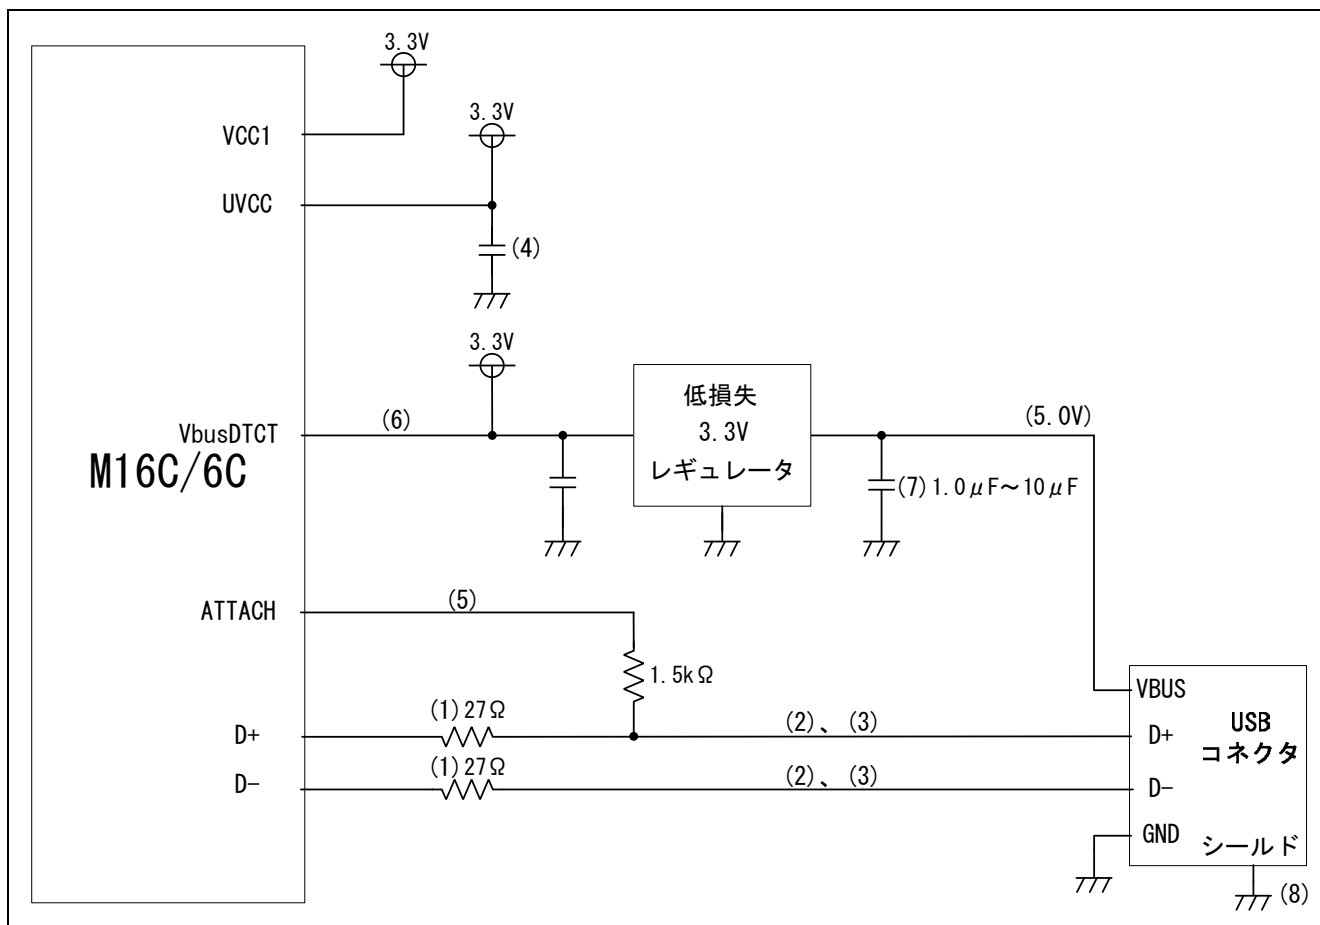 3.3V
VCC1
3.3V
UVCC
(4)
3.3V
VbusDTCT
(6)
M16C/6C
低損失
3.3V
レギュレータ
(5.0V)
(7) 1.0μF～10μF
ATTACH
(5)
1.5kΩ
(1) 27Ω
D+
(2)、(3)
(1) 27Ω
D-
(2)、(3)
VBUS
USB
コネクタ
D+
D-
GND
シールド
(8)